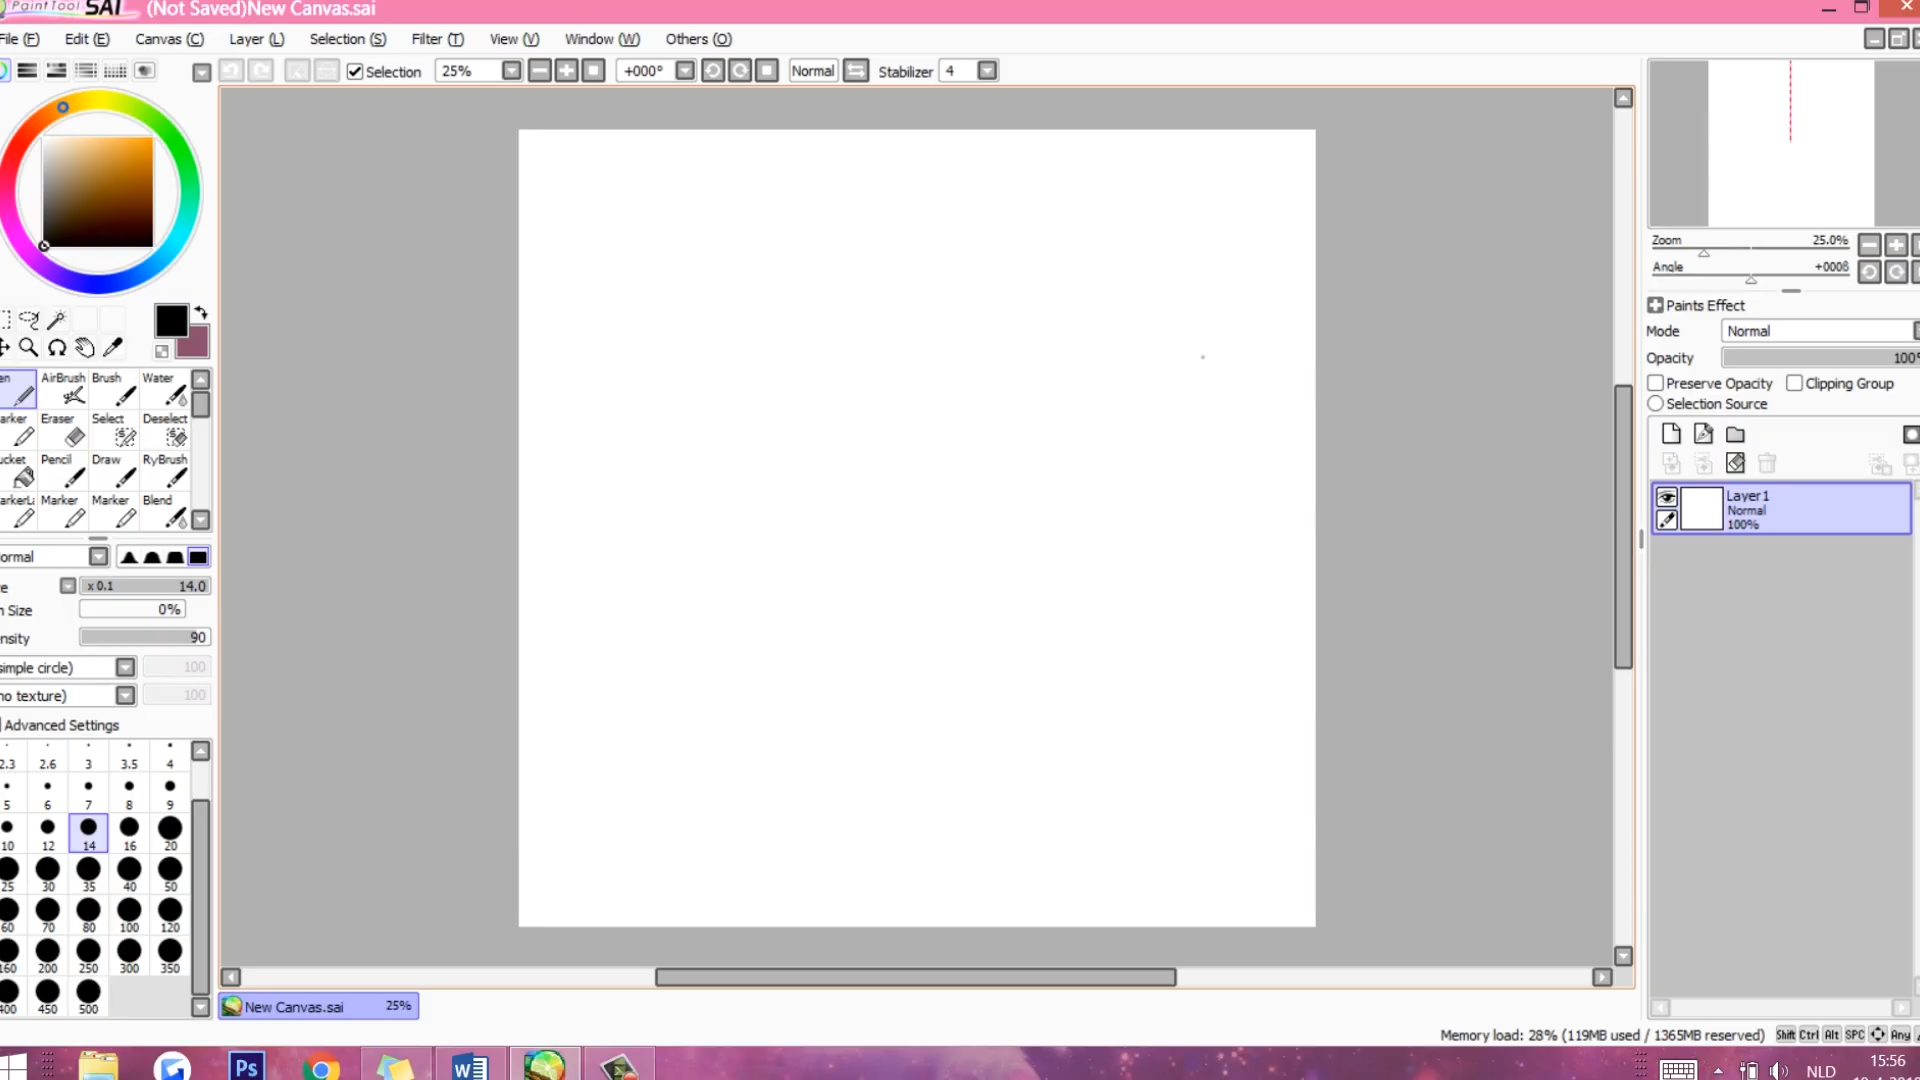 PaintTool SAI (Not Saved)New Canvas.sai
File (F) Edit (E) Canvas (C) Layer (L) Selection (S) Filter (T) View (V) Window (W) Others (O)
Selection 25% +000° Normal Stabilizer 4
Zoom 25.0%
Angle +000
Paints Effect
Mode Normal
Opacity 100%
Preserve Opacity Clipping Group
Selection Source
en AirBrush Brush Water
arker Eraser Select Deselect
ucket Pencil Draw RyBrush
arkerL Marker Marker Blend
Layer1
Normal
100%
ormal
e x 0.1 14.0
n Size 0%
nsity 90
simple circle) 100
no texture) 100
Advanced Settings
2.3 2.6 3 3.5 4
5 6 7 8 9
10 12 14 16 20
25 30 35 40 50
60 70 80 100 120
160 200 250 300 350
400 450 500
New Canvas.sai 25%
Memory load: 28% (119MB used / 1365MB reserved) Shift Ctrl Alt SPC Any
Ps W NLD 15:56